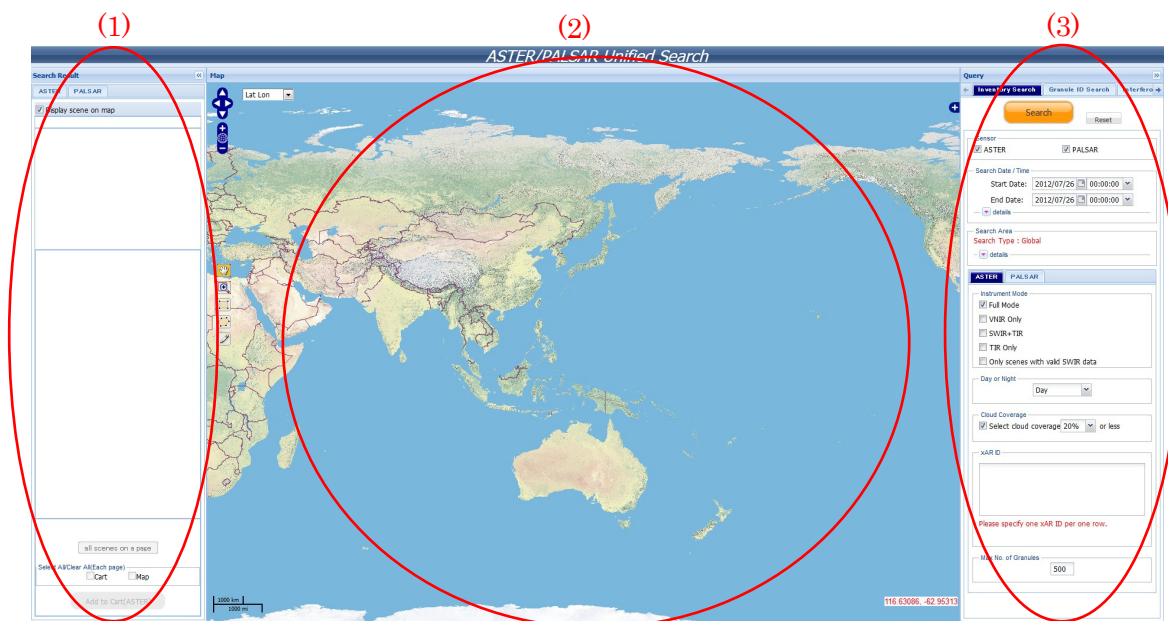 (1)
(2)
(3)
ASTER/PALSAR Unified Search
Search Result
ASTER PALSAR
Display scene on map
all scenes on a page
Select All/Clear All(Each page)
Cart Map
Add to Cart(ASTER)
Map
Lat Lon
1000 km
1000 mi
116.63086, -62.95313
Query
Inventory Search Granule ID Search Interfero
Search Reset
Sensor
ASTER PALSAR
Search Date / Time
Start Date: 2012/07/26 00:00:00
End Date: 2012/07/26 00:00:00
details
Search Area
Search Type : Global
details
ASTER PALSAR
Instrument Mode
Full Mode
VNIR Only
SWIR+TIR
TIR Only
Only scenes with valid SWIR data
Day or Night
Day
Cloud Coverage
Select cloud coverage 20% or less
xAR ID
Please specify one xAR ID per one row.
Max No. of Granules
500